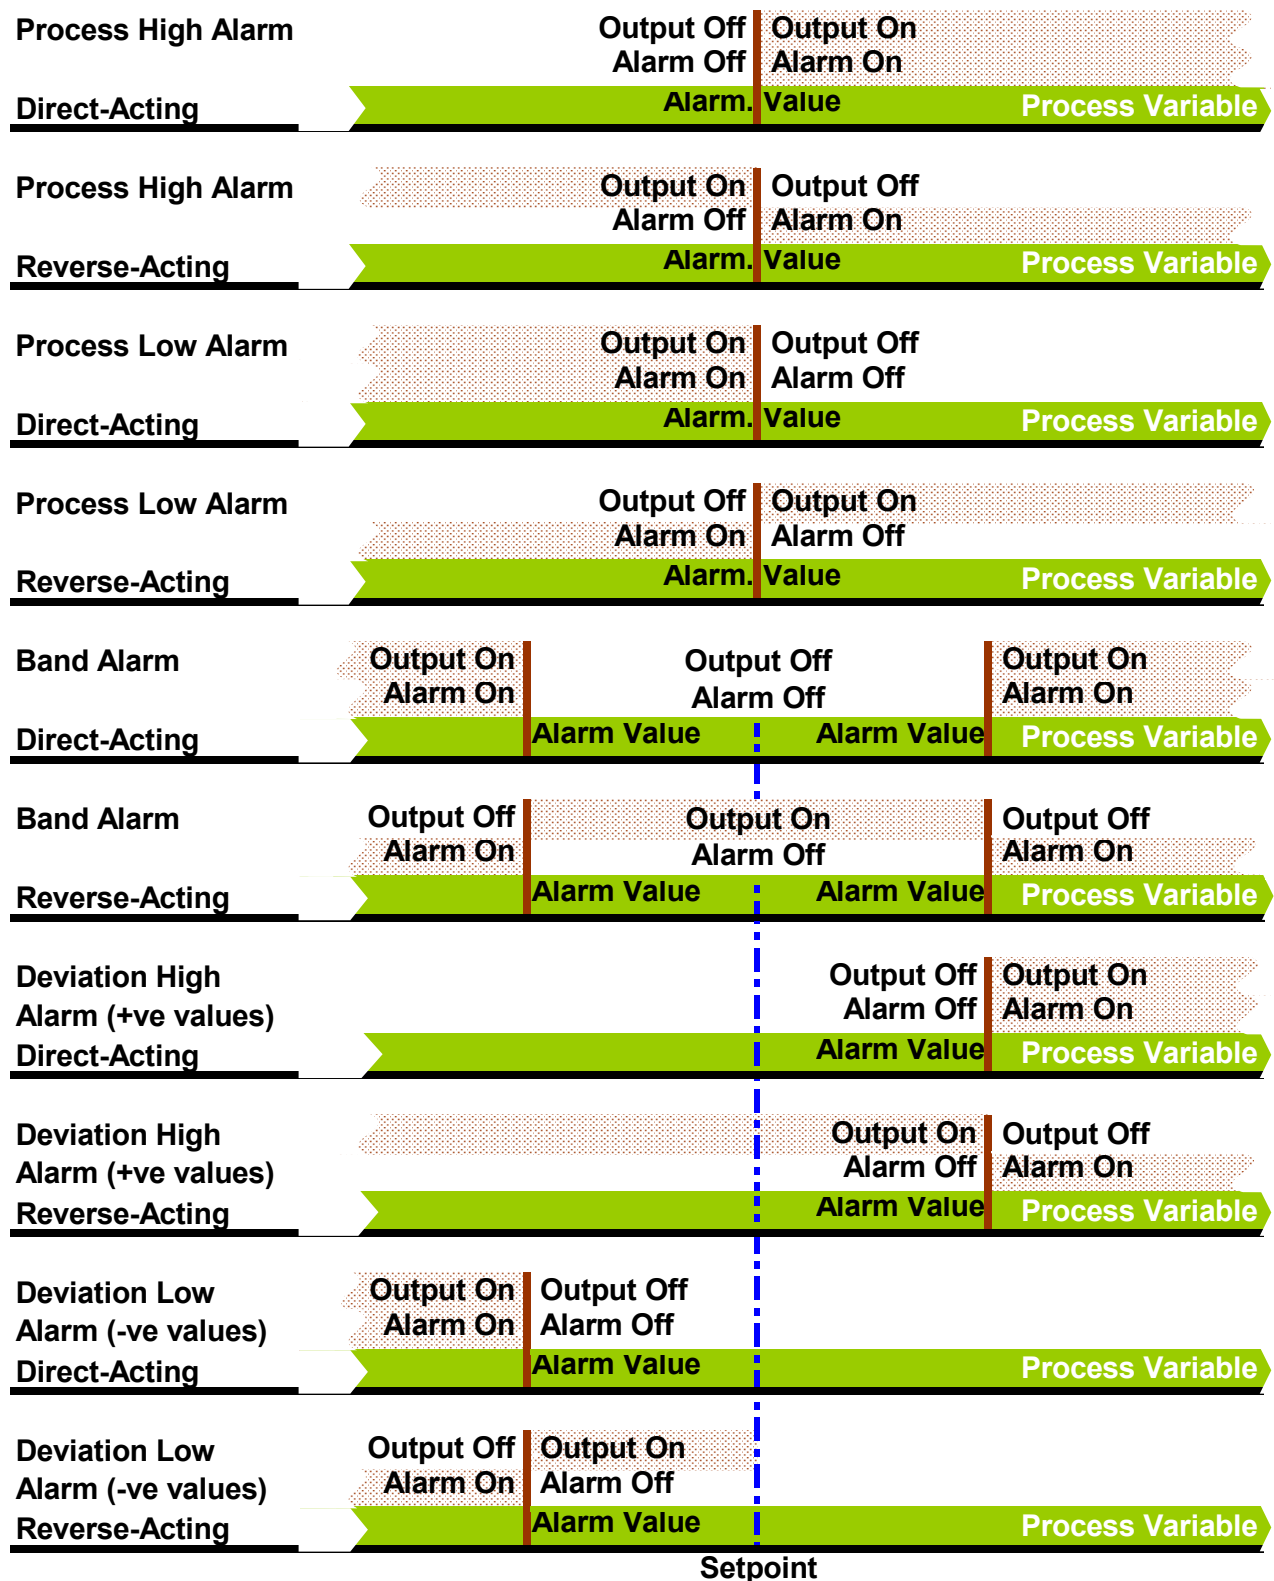 Process High Alarm Output Off Output On
Alarm Off Alarm On
Direct-Acting Alarm. Value Process Variable
Process High Alarm Output On Output Off
Alarm Off Alarm On
Reverse-Acting Alarm. Value Process Variable
Process Low Alarm Output On Output Off
Alarm On Alarm Off
Direct-Acting Alarm. Value Process Variable
Process Low Alarm Output Off Output On
Alarm On Alarm Off
Reverse-Acting Alarm. Value Process Variable
Band Alarm Output On Output Off Output On
Alarm On Alarm Off Alarm On
Direct-Acting Alarm Value Alarm Value Process Variable
Band Alarm Output Off Output On Output Off
Alarm On Alarm Off Alarm On
Reverse-Acting Alarm Value Alarm Value Process Variable
Deviation High Output Off Output On
Alarm (+ve values) Alarm Off Alarm On
Direct-Acting Alarm Value Process Variable
Deviation High Output On Output Off
Alarm (+ve values) Alarm Off Alarm On
Reverse-Acting Alarm Value Process Variable
Deviation Low Output On Output Off
Alarm (-ve values) Alarm On Alarm Off
Direct-Acting Alarm Value Process Variable
Deviation Low Output Off Output On
Alarm (-ve values) Alarm On Alarm Off
Reverse-Acting Alarm Value Process Variable
Setpoint